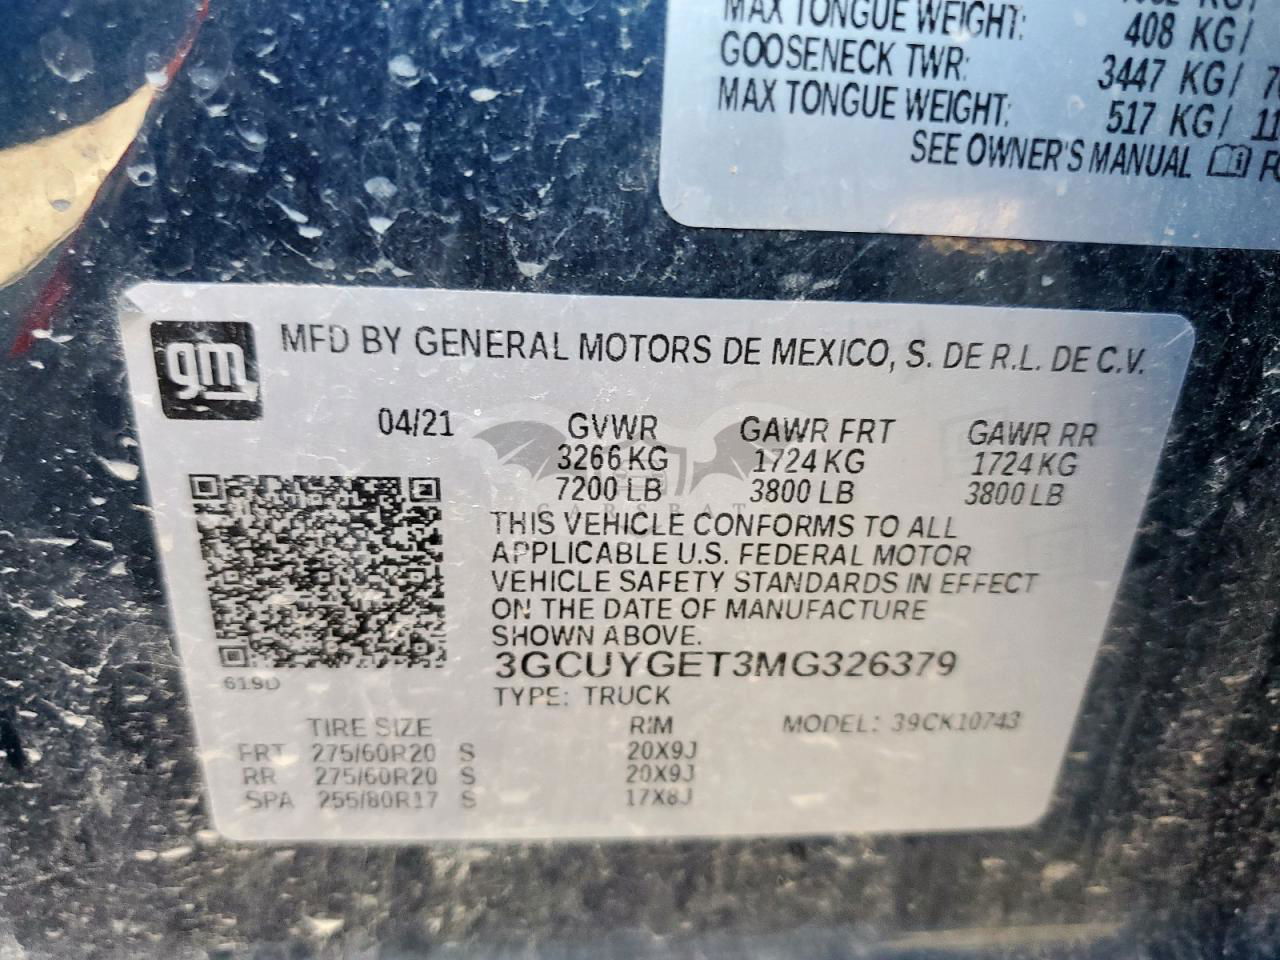 MAX TONGUE WEIGHT: 408 KG/
GOOSENECK TWR: 3447 KG/
MAX TONGUE WEIGHT: 517 KG/
SEE OWNER'S MANUAL
gm
MFD BY GENERAL MOTORS DE MEXICO, S. DE R.L. DE C.V.
04/21 GVWR GAWR FRT GAWR RR
3266 KG 1724 KG 1724 KG
7200 LB 3800 LB 3800 LB
CARSBAT
THIS VEHICLE CONFORMS TO ALL
APPLICABLE U.S. FEDERAL MOTOR
VEHICLE SAFETY STANDARDS IN EFFECT
ON THE DATE OF MANUFACTURE
SHOWN ABOVE.
3GCUYGET3MG326379
619D
TYPE: TRUCK
TIRE SIZE RIM MODEL: 39CK10743
FRT 275/60R20 S 20X9J
RR 275/60R20 S 20X9J
SPA 255/80R17 S 17X8J